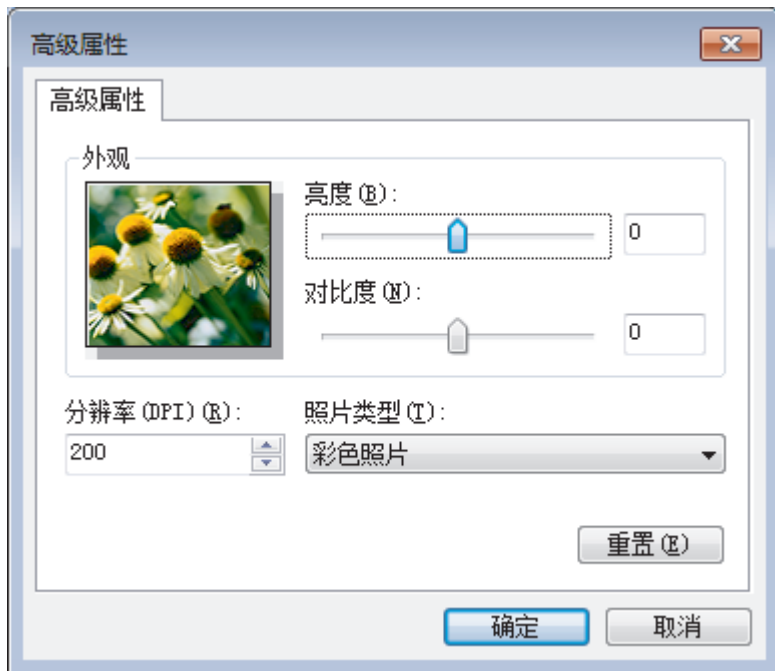 高级属性
高级属性
外观
亮度(B):
0
对比度(N):
0
分辨率(DPI)(R):
照片类型(T):
200
彩色照片
重置(E)
确定
取消